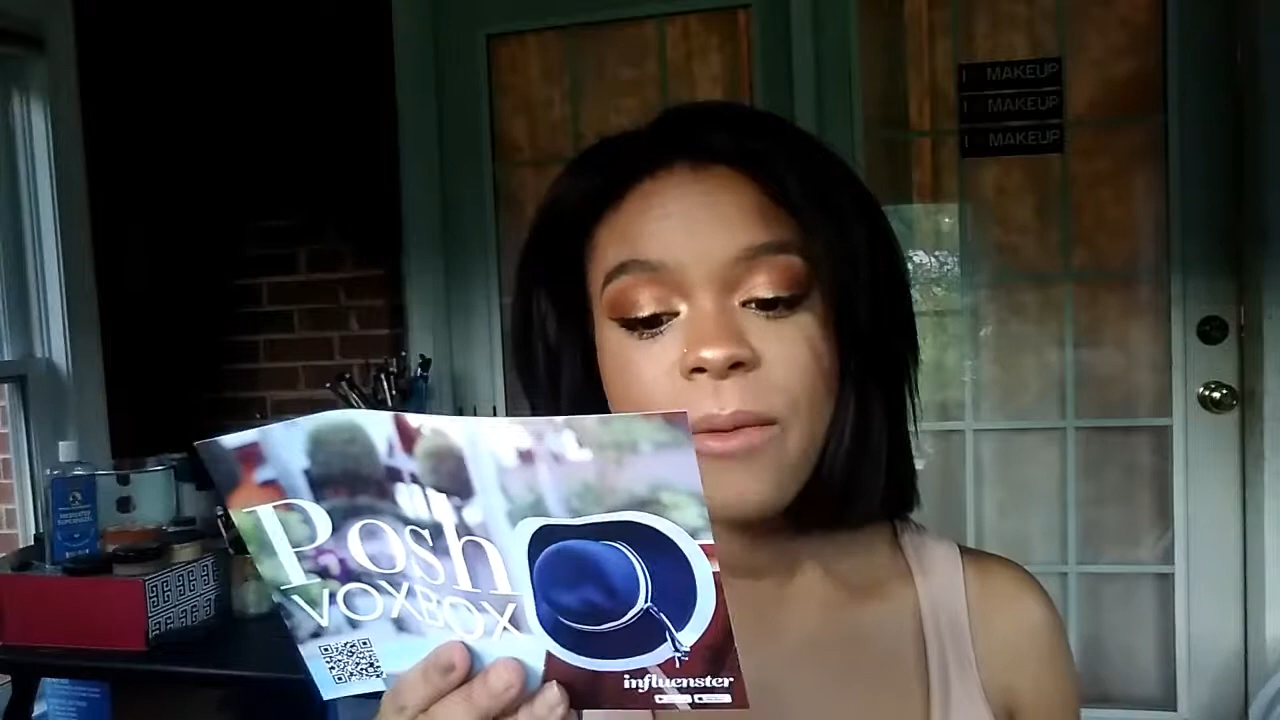 I MAKEUP
I MAKEUP
I MAKEUP
Posh
VOXBOX
influenster